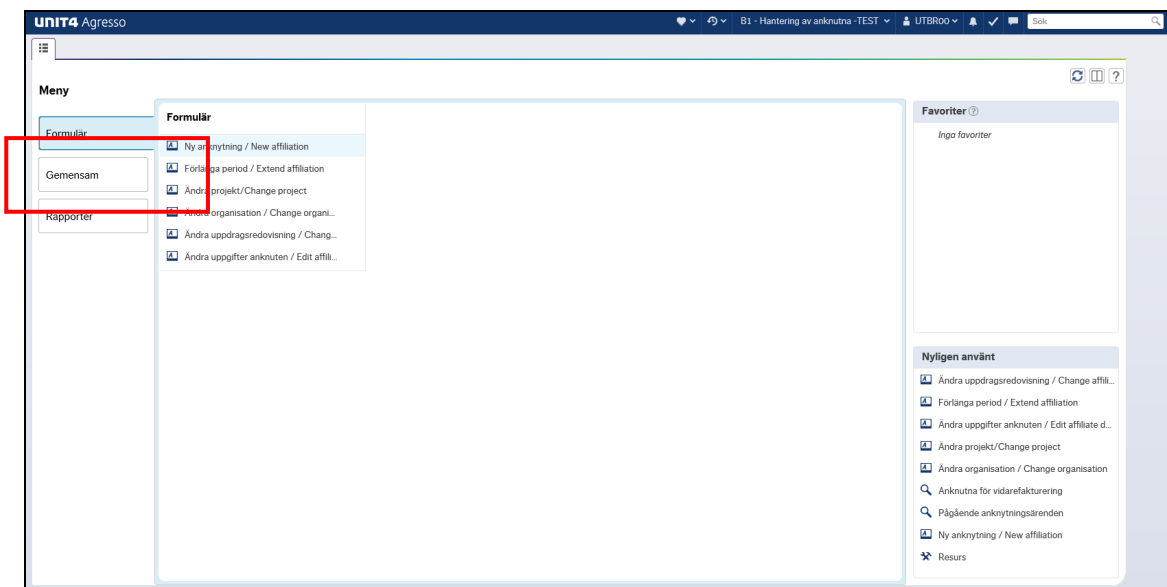 UNIT4 Agresso
B1 - Hantering av anknutna -TEST
UTBR00
Sök
Meny
Formulär
Gemensam
Rapporter
Formulär
Ny anknytning / New affiliation
Förlänga period / Extend affiliation
Ändra projekt/Change project
Ändra organisation / Change organi...
Ändra uppdragsredovisning / Chang...
Ändra uppgifter anknuten / Edit affili...
Favoriter ?
Inga favoriter
Nyligen använt
Ändra uppdragsredovisning / Change affili...
Förlänga period / Extend affiliation
Ändra uppgifter anknuten / Edit affiliate d...
Ändra projekt/Change project
Ändra organisation / Change organisation
Anknutna för vidarefakturering
Pågående anknytningsärenden
Ny anknytning / New affiliation
Resurs